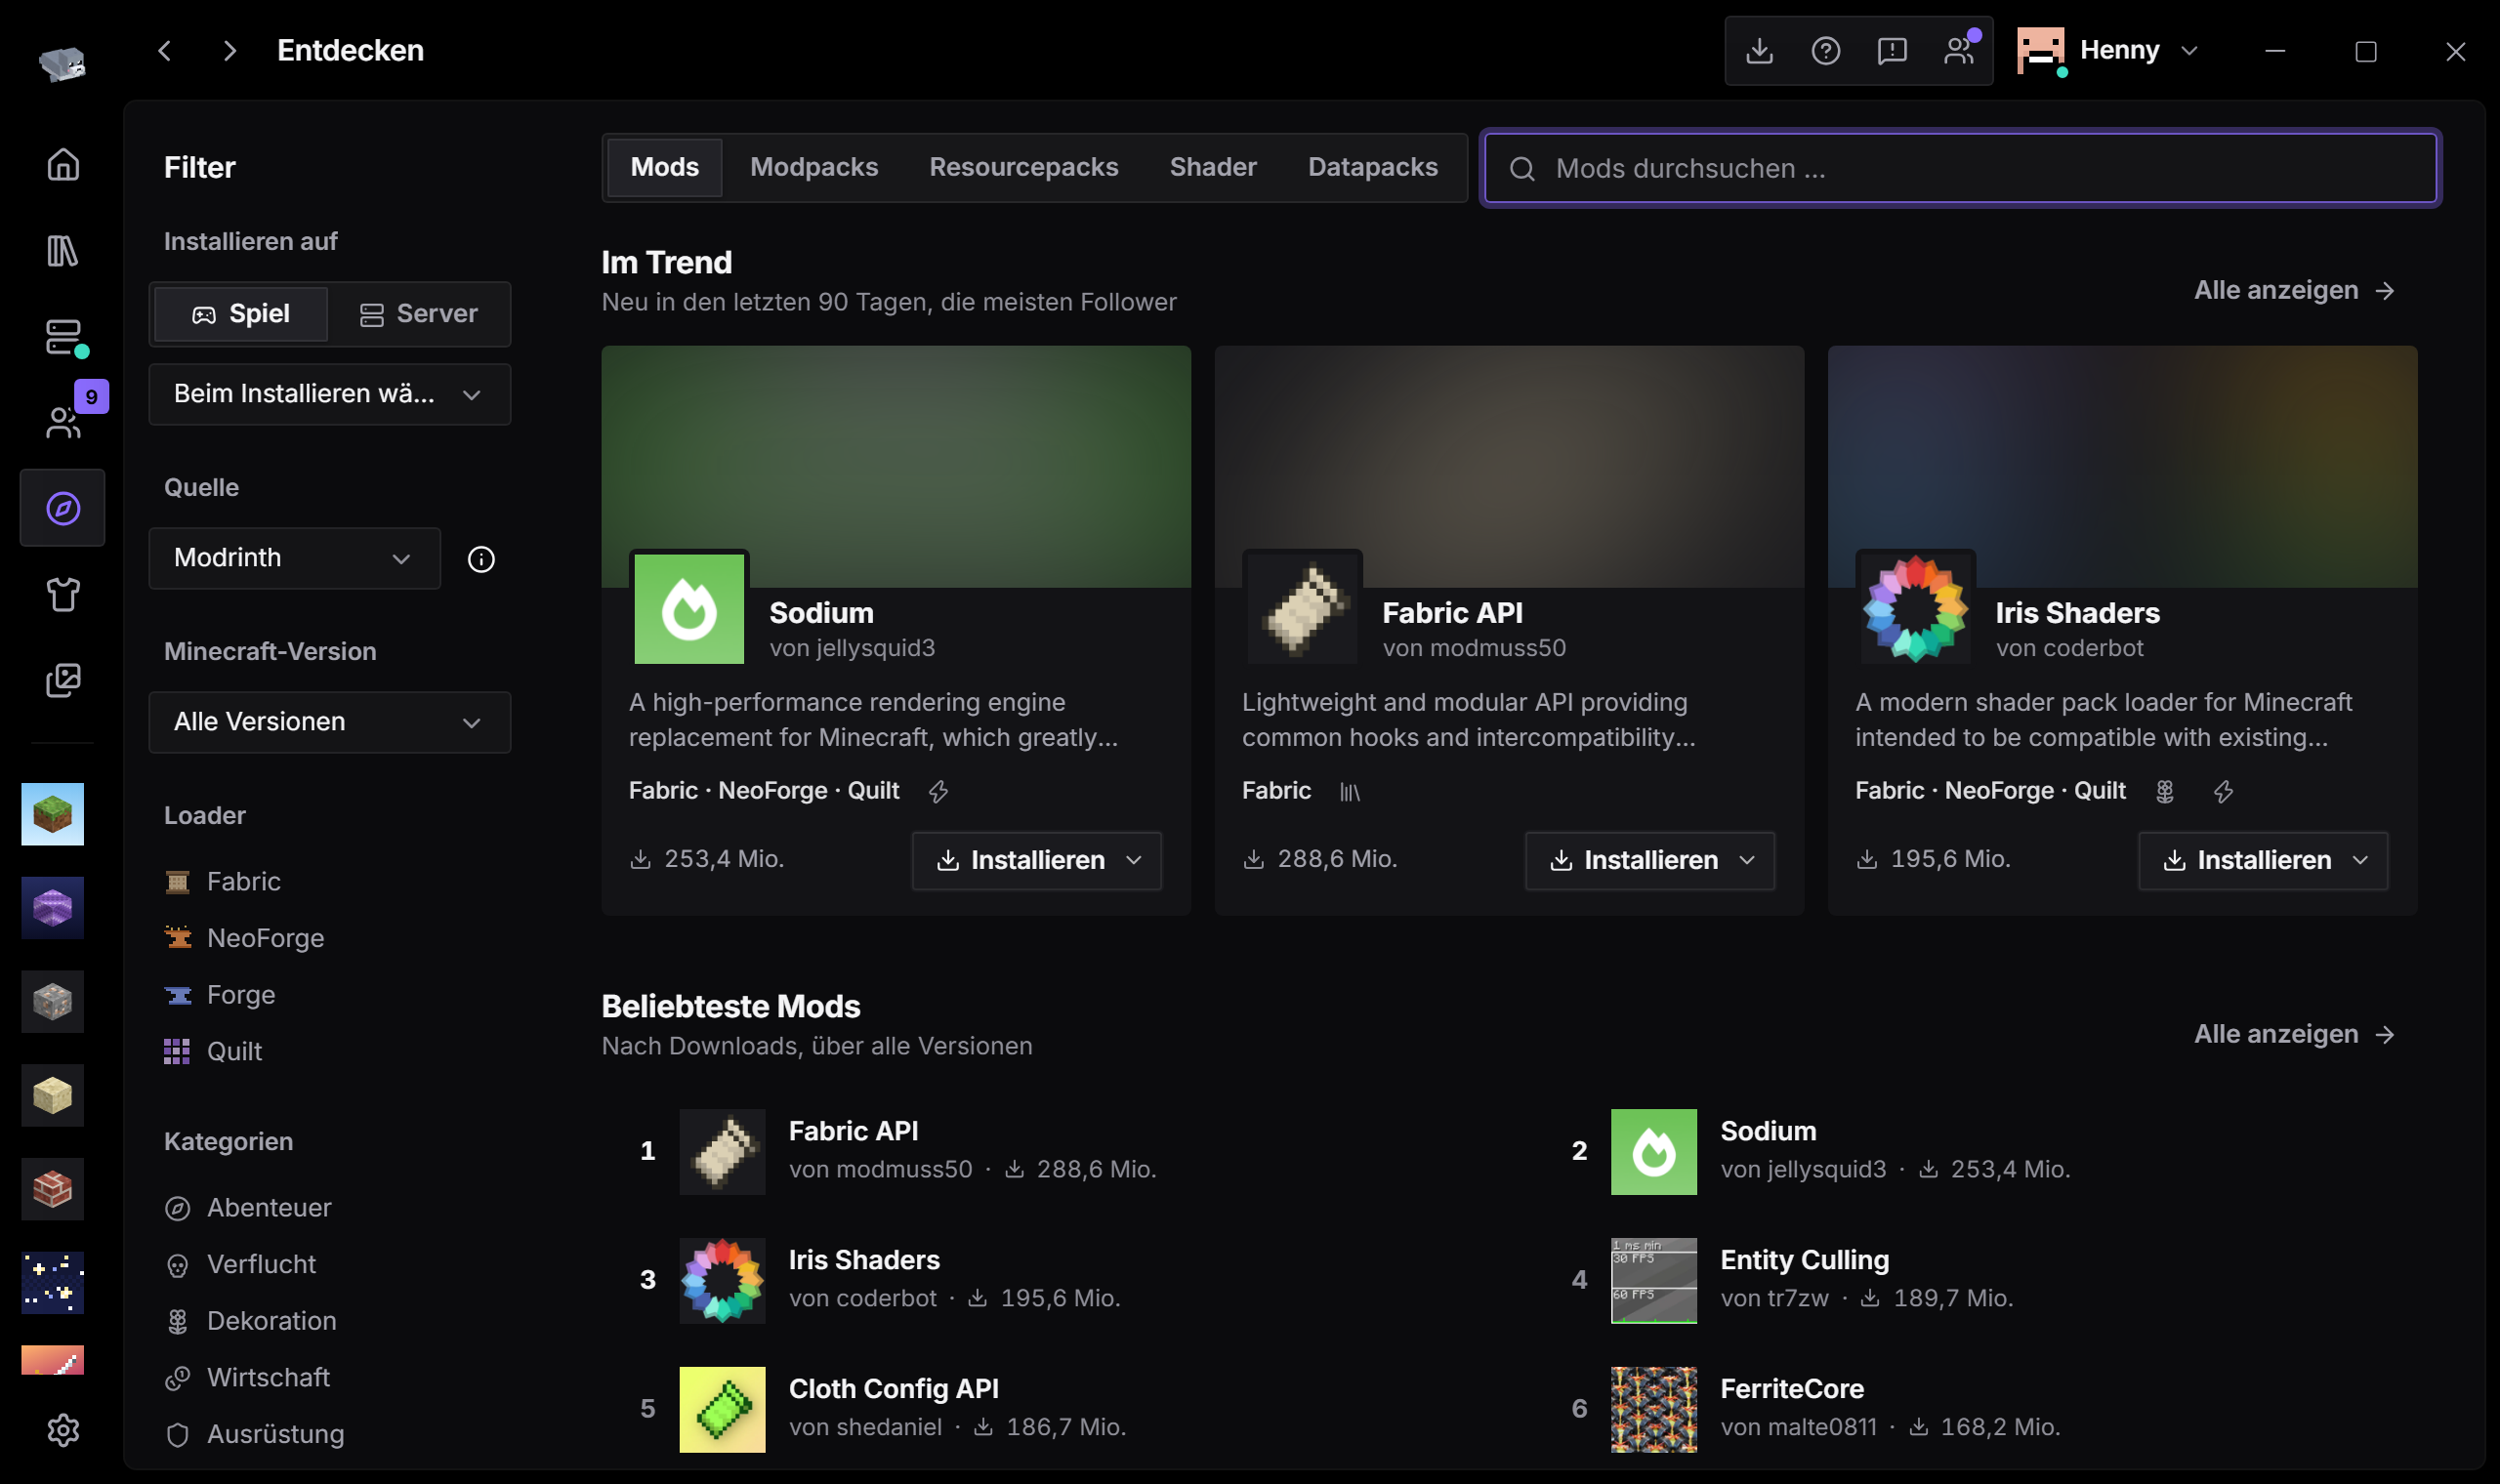 Entdecken
Henny
9
Filter
Installieren auf
Spiel
Server
Beim Installieren wä...
Quelle
Modrinth
Minecraft-Version
Alle Versionen
Loader
Fabric
NeoForge
Forge
Quilt
Kategorien
Abenteuer
Verflucht
Dekoration
Wirtschaft
Ausrüstung
Mods
Modpacks
Resourcepacks
Shader
Datapacks
Mods durchsuchen ...
Im Trend
Neu in den letzten 90 Tagen, die meisten Follower
Alle anzeigen
Sodium
von jellysquid3
A high-performance rendering engine
replacement for Minecraft, which greatly...
Fabric · NeoForge · Quilt
253,4 Mio.
Installieren
Fabric API
von modmuss50
Lightweight and modular API providing
common hooks and intercompatibility...
Fabric
288,6 Mio.
Installieren
Iris Shaders
von coderbot
A modern shader pack loader for Minecraft
intended to be compatible with existing...
Fabric · NeoForge · Quilt
195,6 Mio.
Installieren
Beliebteste Mods
Nach Downloads, über alle Versionen
Alle anzeigen
1
Fabric API
von modmuss50 · 288,6 Mio.
2
Sodium
von jellysquid3 · 253,4 Mio.
3
Iris Shaders
von coderbot · 195,6 Mio.
4
1 ms min
30 FPS
60 FPS
Entity Culling
von tr7zw · 189,7 Mio.
5
Cloth Config API
von shedaniel · 186,7 Mio.
6
FerriteCore
von malte0811 · 168,2 Mio.